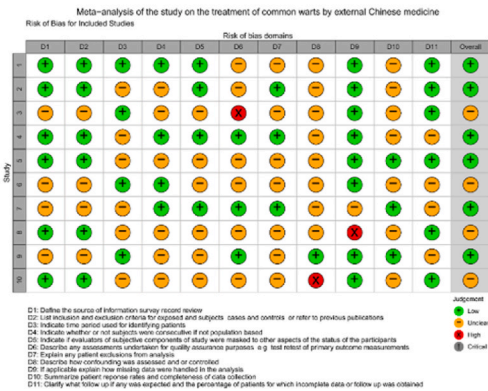 Meta-analysis of the study on the treatment of common warts by external Chinese medicine
Risk of Bias for Included Studies
Risk of bias domains
D1 D2 D3 D4 D5 D6 D7 D8 D9 D10 D11 Overall
Study
1
2
3
4
5
6
7
8
9
10
D1: Define the source of information survey record review
D2: List inclusion and exclusion criteria for exposed and subjects cases and controls or refer to previous publications
D3: Indicate time period used for identifying patients
D4: Indicate whether or not subjects were consecutive if not population based
D5: Indicate if evaluators of subjective components of study were masked to other aspects of the status of the participants
D6: Describe any assessments undertaken for quality assurance purposes e.g. test retest of primary outcome measurements
D7: Explain any patient exclusions from analysis
D8: Describe how confounding was assessed and or controlled
D9: If applicable explain how missing data were handled in the analysis
D10: Summarize patient reponse rates and completeness of data collection
D11: Clarify what follow up if any was expected and the percentage of patients for which incomplete data or follow up was obtained
Judgement
Low
Unclear
High
Critical